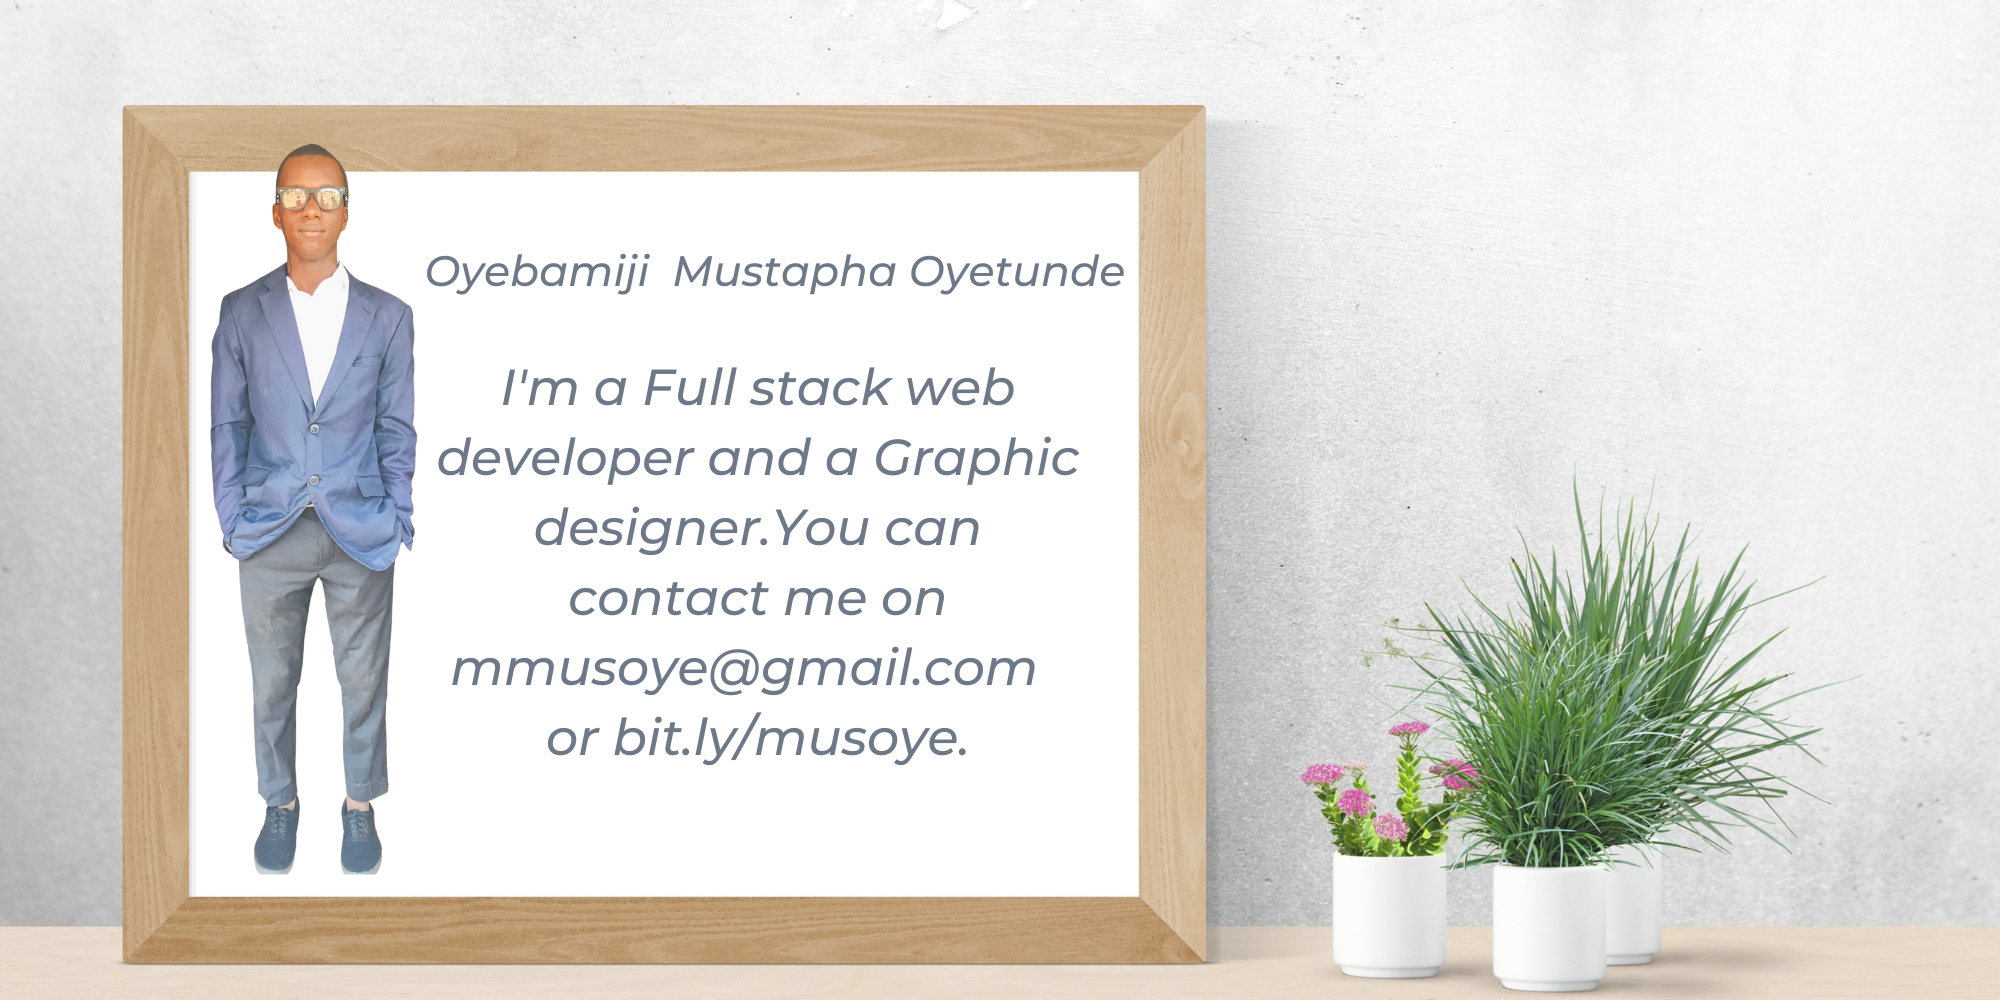 Oyebamiji  Mustapha Oyetunde
I'm a Full stack web
developer and a Graphic
designer.You can
contact me on
mmusoye@gmail.com
or bit.ly/musoye.